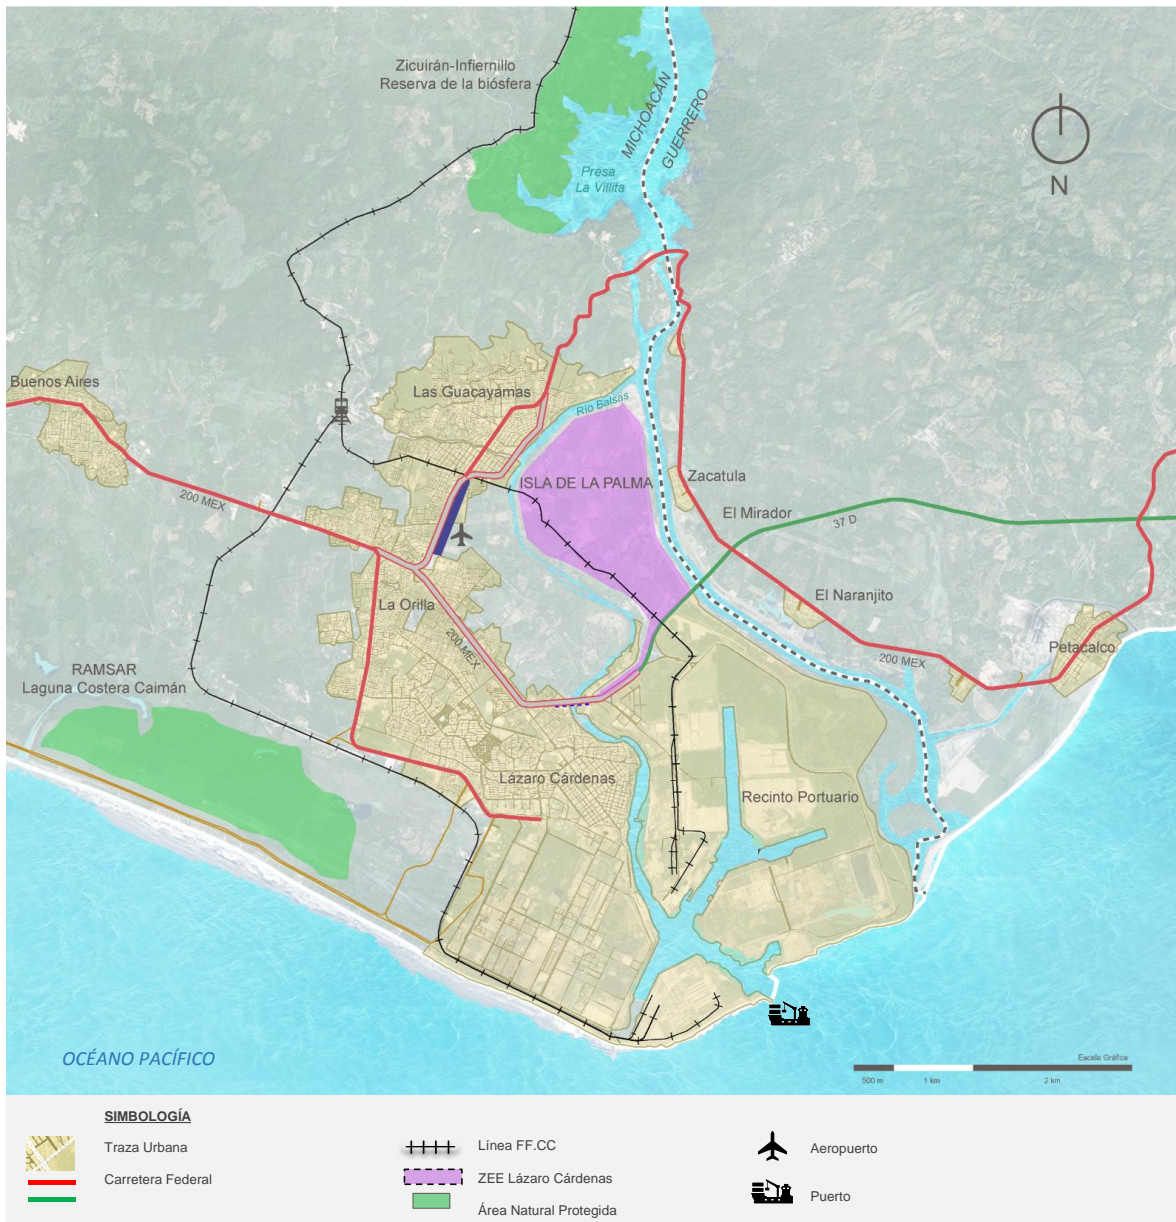 Zicuirán-Infiernillo
Reserva de la biósfera
MICHOACÁN
GUERRERO
Presa
La Villita
N
Buenos Aires
Las Guacayamas
Río Balsas
ISLA DE LA PALMA
Zacatula
200 MEX
El Mirador
37 D
La Orilla
El Naranjito
200 MEX
Petacalco
200 MEX
RAMSAR
Laguna Costera Caimán
Lázaro Cárdenas
Recinto Portuario
OCÉANO PACÍFICO
Escala Gráfica
500 m
1 km
2 km
SIMBOLOGÍA
Traza Urbana
Línea FF.CC
Aeropuerto
Carretera Federal
ZEE Lázaro Cárdenas
Puerto
Área Natural Protegida